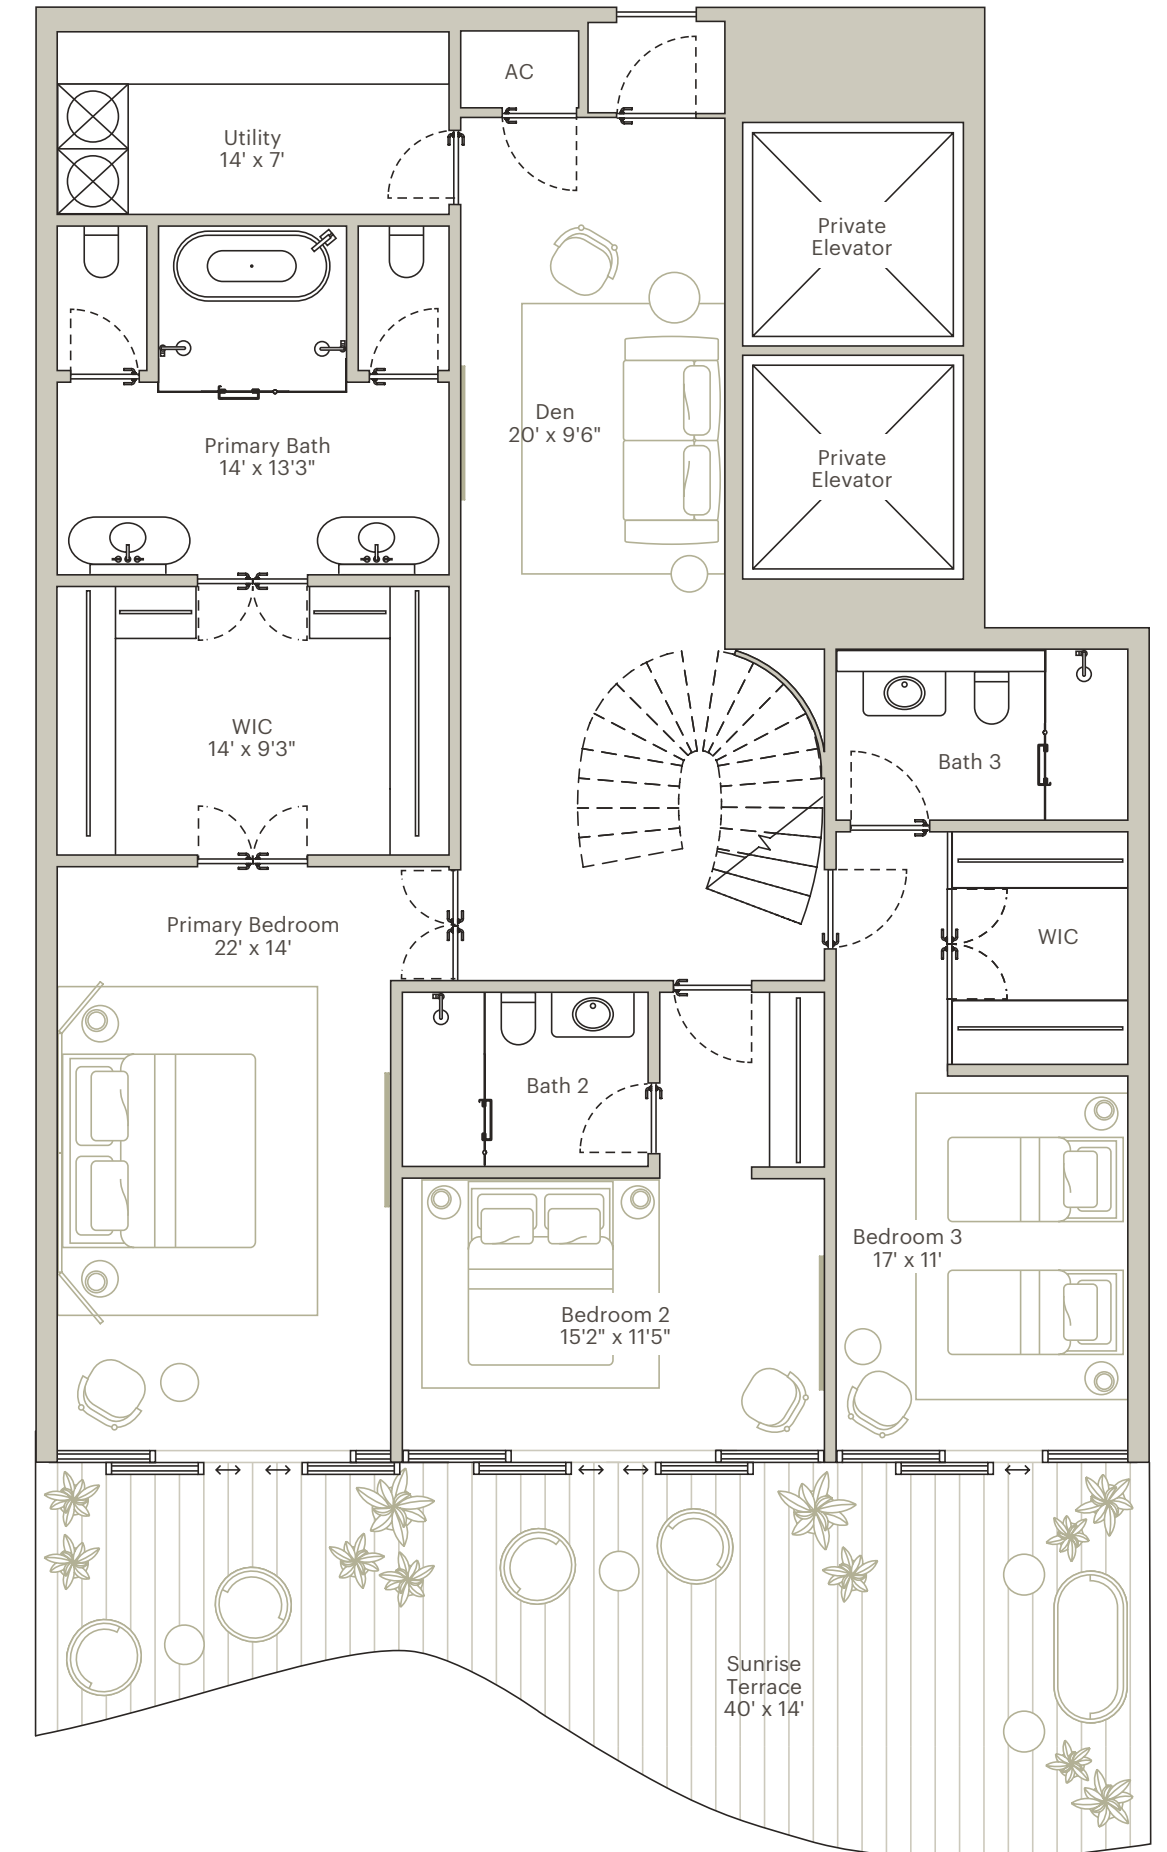 AC
Utility
14' x 7'
Private
Elevator
Den
20' x 9'6"
Primary Bath
14' x 13'3"
Private
Elevator
WIC
14' x 9'3"
Bath 3
Primary Bedroom
22' x 14'
WIC
Bath 2
Bedroom 3
17' x 11'
Bedroom 2
15'2" x 11'5"
Sunrise
Terrace
40' x 14'